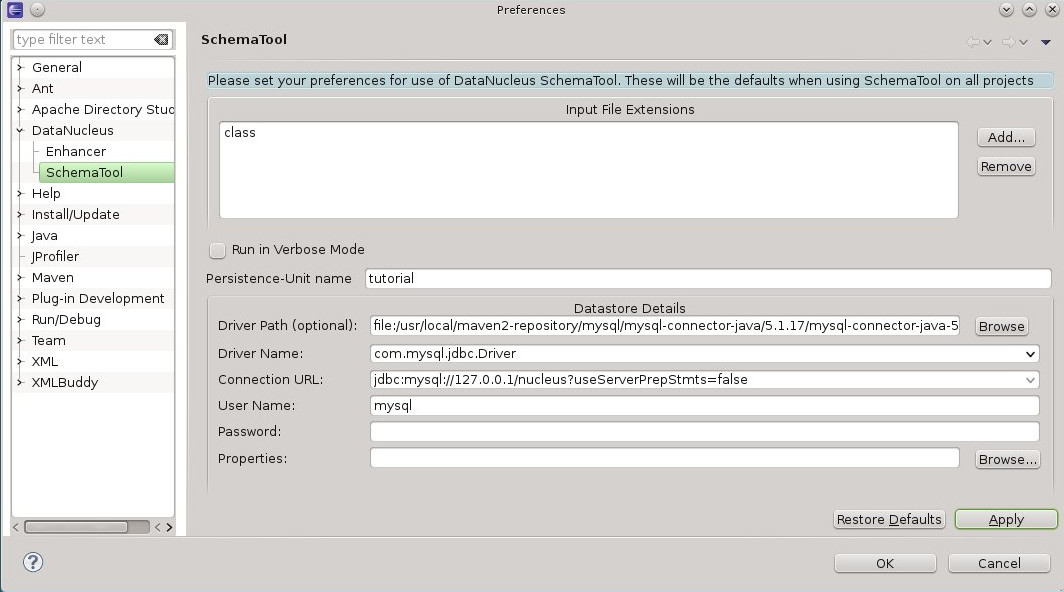 Preferences
type filter text
General
Ant
Apache Directory Stud
DataNucleus
Enhancer
SchemaTool
Help
Install/Update
Java
JProfiler
Maven
Plug-in Development
Run/Debug
Team
XML
XMLBuddy
SchemaTool
Please set your preferences for use of DataNucleus SchemaTool. These will be the defaults when using SchemaTool on all projects
Input File Extensions
class
Add...
Remove
Run in Verbose Mode
Persistence-Unit name tutorial
Datastore Details
Driver Path (optional): file:/usr/local/maven2-repository/mysql/mysql-connector-java/5.1.17/mysql-connector-java-5 Browse
Driver Name: com.mysql.jdbc.Driver
Connection URL: jdbc:mysql://127.0.0.1/nucleus?useServerPrepStmts=false
User Name: mysql
Password:
Properties: Browse...
Restore Defaults Apply
? OK Cancel